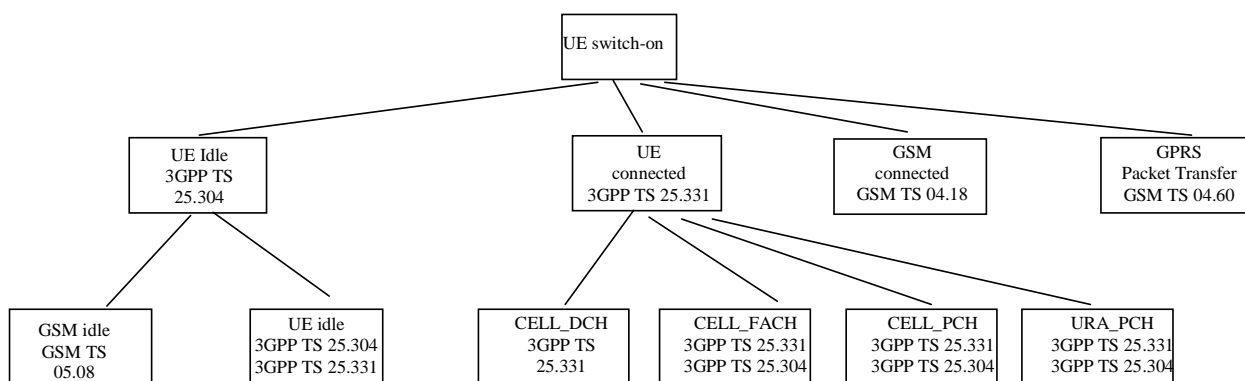 UE switch-on
UE Idle
3GPP TS
25.304
UE
connected
3GPP TS 25.331
GSM
connected
GSM TS 04.18
GPRS
Packet Transfer
GSM TS 04.60
GSM idle
GSM TS
05.08
UE idle
3GPP TS 25.304
3GPP TS 25.331
CELL_DCH
3GPP TS
25.331
CELL_FACH
3GPP TS 25.331
3GPP TS 25.304
CELL_PCH
3GPP TS 25.331
3GPP TS 25.304
URA_PCH
3GPP TS 25.331
3GPP TS 25.304